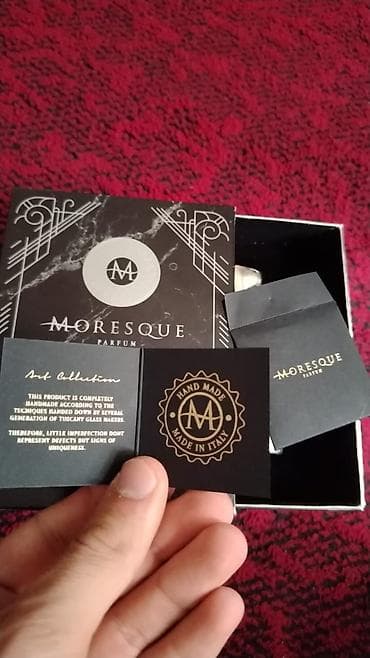 M
MORESQUE
PARFUM
MORESQUE
PARFUM
Art Collection
THIS PRODUCT IS COMPLETELY
HANDMADE ACCORDING TO THE
TECHNIQUES HANDED DOWN BY SEVERAL
GENERATION OF TUSCANY GLASS MAKERS.
THEREFORE, LITTLE IMPERFECTION DONT
REPRESENT DEFECTS BUT SIGNS OF
UNIQUENESS.
HAND MADE
M
MADE IN ITALY